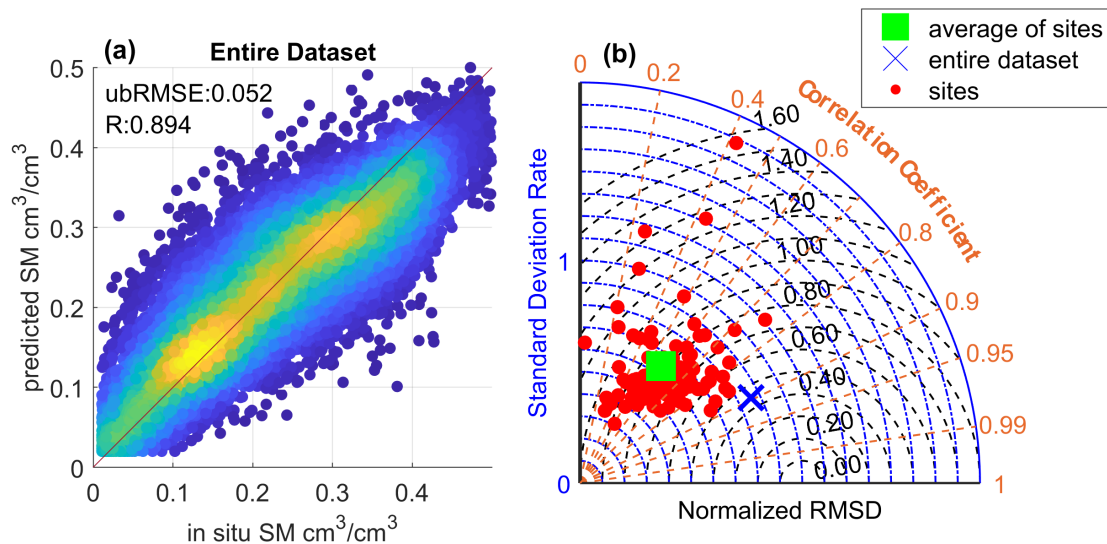 (a)
Entire Dataset
ubRMSE:0.052
R:0.894
predicted SM cm³/cm³
0.5
0.4
0.3
0.2
0.1
0
0
0.1
0.2
0.3
0.4
in situ SM cm³/cm³
(b)
average of sites
entire dataset
sites
0
0.2
0.4
0.6
0.8
0.9
0.95
0.99
1
Correlation Coefficient
1.60
1.40
1.20
1.00
0.80
0.60
0.40
0.20
0.00
Standard Deviation Rate
1
0
Normalized RMSD